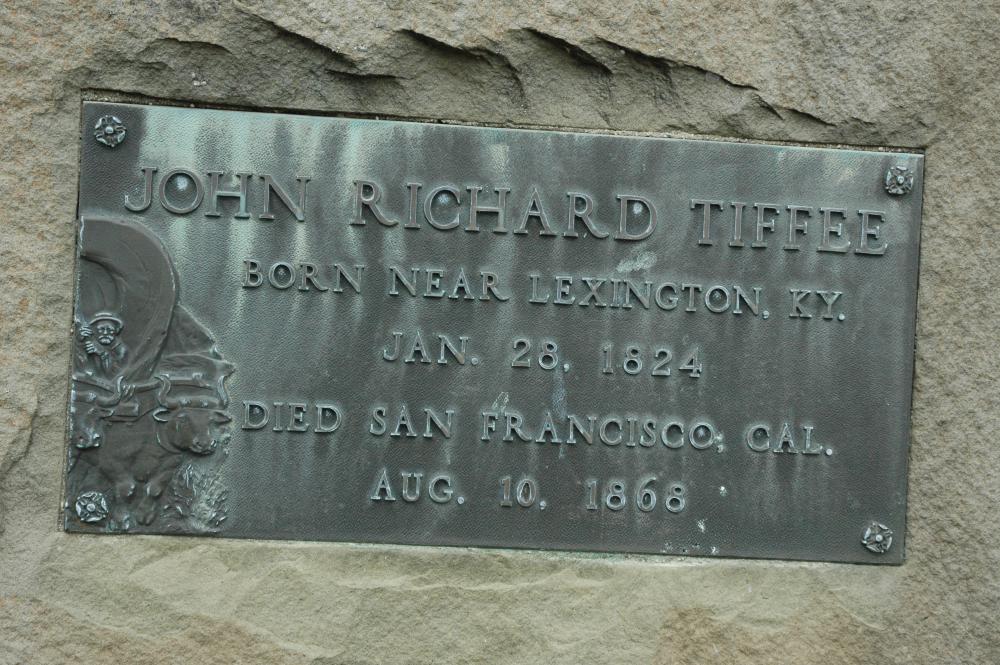 JOHN RICHARD TIFFEE
BORN NEAR LEXINGTON, KY.
JAN. 28, 1824
DIED SAN FRANCISCO, CAL.
AUG. 10, 1868